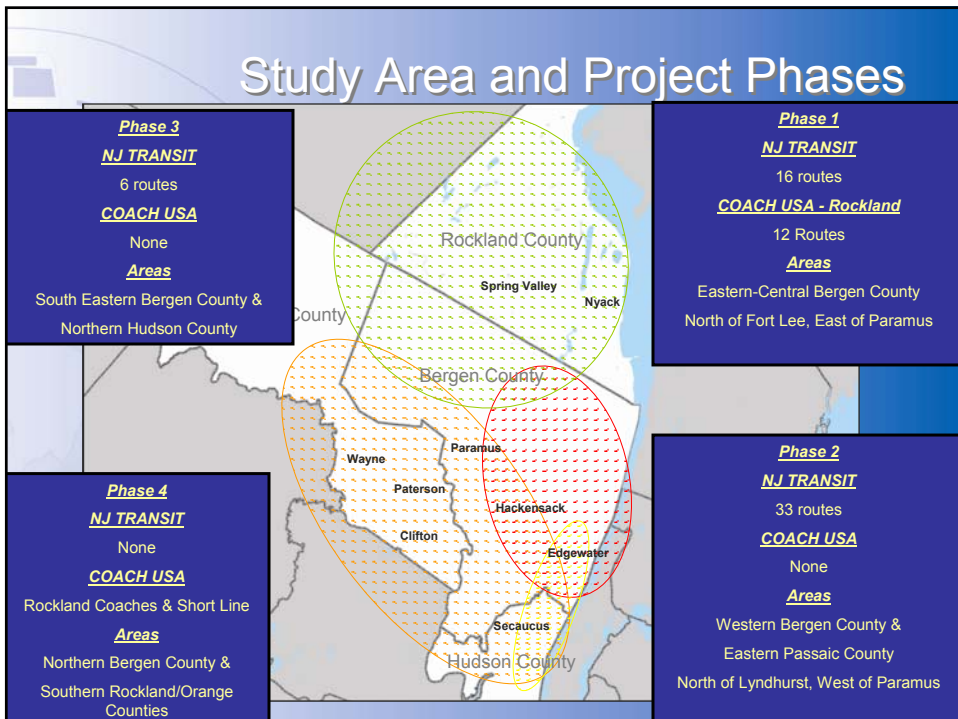 Study Area and Project Phases
Phase 3
NJ TRANSIT
6 routes
COACH USA
None
Areas
South Eastern Bergen County &
Northern Hudson County
Phase 1
NJ TRANSIT
16 routes
COACH USA - Rockland
12 Routes
Areas
Eastern-Central Bergen County
North of Fort Lee, East of Paramus
Rockland County
Spring Valley
Nyack
County
Bergen County
Paramus
Wayne
Paterson
Hackensack
Clifton
Edgewater
Secaucus
Hudson County
Phase 4
NJ TRANSIT
None
COACH USA
Rockland Coaches & Short Line
Areas
Northern Bergen County &
Southern Rockland/Orange
Counties
Phase 2
NJ TRANSIT
33 routes
COACH USA
None
Areas
Western Bergen County &
Eastern Passaic County
North of Lyndhurst, West of Paramus